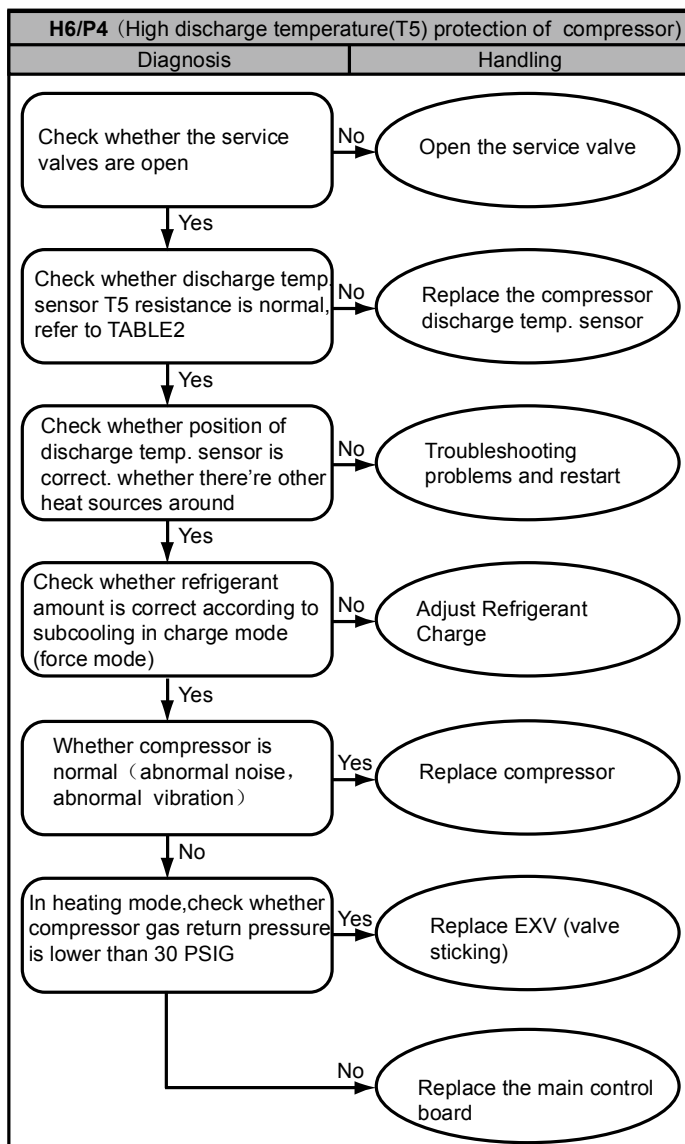 H6/P4（High discharge temperature(T5) protection of compressor)
Diagnosis
Handling
Check whether the service
valves are open
No
Open the service valve
Yes
Check whether discharge temp.
sensor T5 resistance is normal,
refer to TABLE2
No
Replace the compressor
discharge temp. sensor
Yes
Check whether position of
discharge temp. sensor is
correct. whether there’re other
heat sources around
No
Troubleshooting
problems and restart
Yes
Check whether refrigerant
amount is correct according to
subcooling in charge mode
(force mode)
No
Adjust Refrigerant
Charge
Yes
Whether compressor is
normal（abnormal noise，
abnormal vibration）
Yes
Replace compressor
No
In heating mode,check whether
compressor gas return pressure
is lower than 30 PSIG
Yes
Replace EXV (valve
sticking)
No
Replace the main control
board